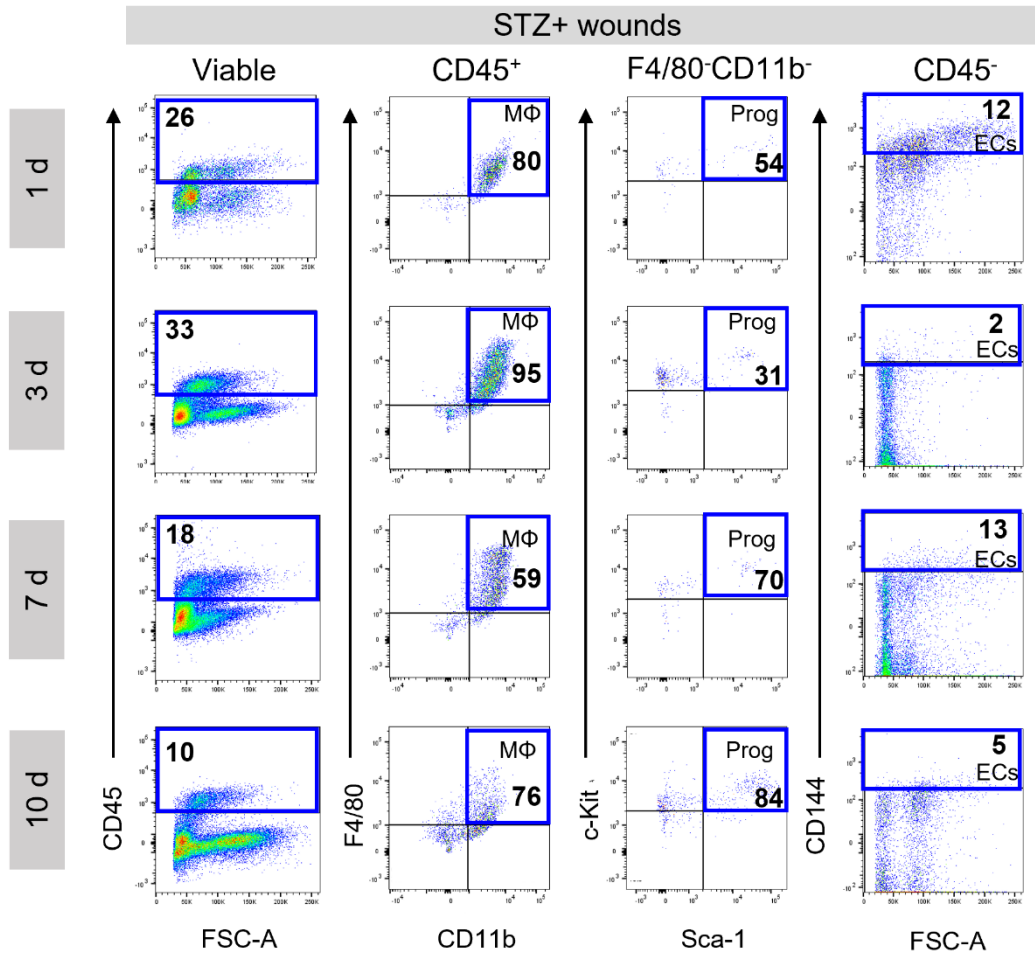 STZ+ wounds
Viable CD45⁺ F4/80⁻CD11b⁻ CD45⁻
1 d
26
MΦ
80
Prog
54
12
ECs
3 d
33
MΦ
95
Prog
31
2
ECs
7 d
18
MΦ
59
Prog
70
13
ECs
10 d
10
MΦ
76
Prog
84
5
ECs
CD45
F4/80
c-Kit
CD144
FSC-A CD11b Sca-1 FSC-A